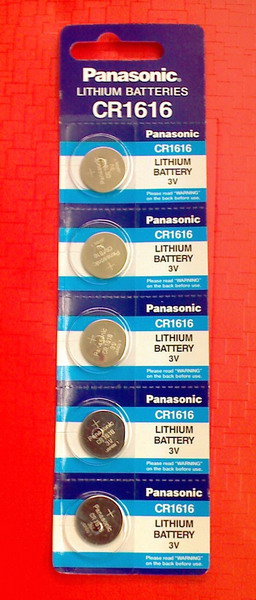 Panasonic®
LITHIUM BATTERIES
CR1616
Panasonic
CR1616
LITHIUM
BATTERY
3V
Please read "WARNING"
on the back before use.
Panasonic
CR1616
LITHIUM
BATTERY
3V
Please read "WARNING"
on the back before use.
Panasonic
CR1616
LITHIUM
BATTERY
3V
Please read "WARNING"
on the back before use.
Panasonic
CR1616
3V
Panasonic
CR1616
LITHIUM
BATTERY
3V
Please read "WARNING"
on the back before use.
Panasonic
CR1616
LITHIUM
BATTERY
3V
Please read "WARNING"
on the back before use.